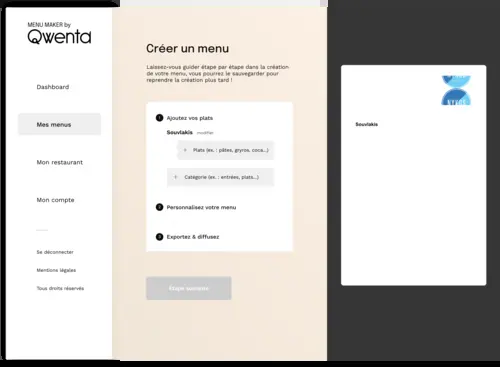 MENU MAKER by
Qwenta
Dashboard
Mes menus
Mon restaurant
Mon compte
Se déconnecter
Mentions légales
Tous droits réservés
Créer un menu
Laissez-vous guider étape par étape dans la création
de votre menu, vous pourrez le sauvegarder pour
reprendre la création plus tard !
1 Ajoutez vos plats
Souvlakis modifier
+ Plats (ex. : pâtes, gyros, coca...)
+ Catégorie (ex. : entrées, plats...)
2 Personnalisez votre menu
3 Exportez & diffusez
Étape suivante
Souvlakis